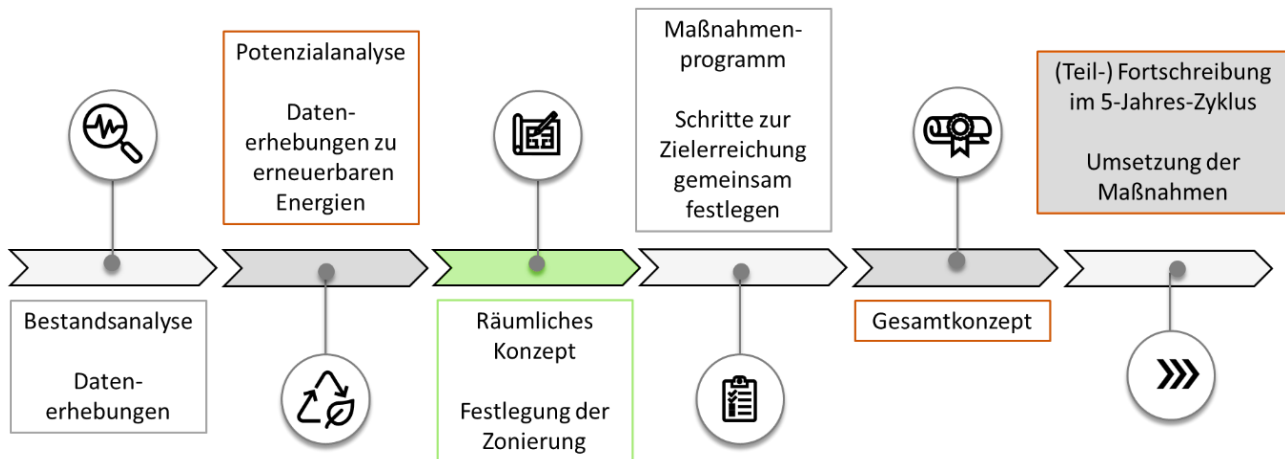 Bestandsanalyse
Daten-
erhebungen
Potenzialanalyse
Daten-
erhebungen zu
erneuerbaren
Energien
Räumliches
Konzept
Festlegung der
Zonierung
Maßnahmen-
programm
Schritte zur
Zielerreichung
gemeinsam
festlegen
Gesamtkonzept
(Teil-) Fortschreibung
im 5-Jahres-Zyklus
Umsetzung der
Maßnahmen